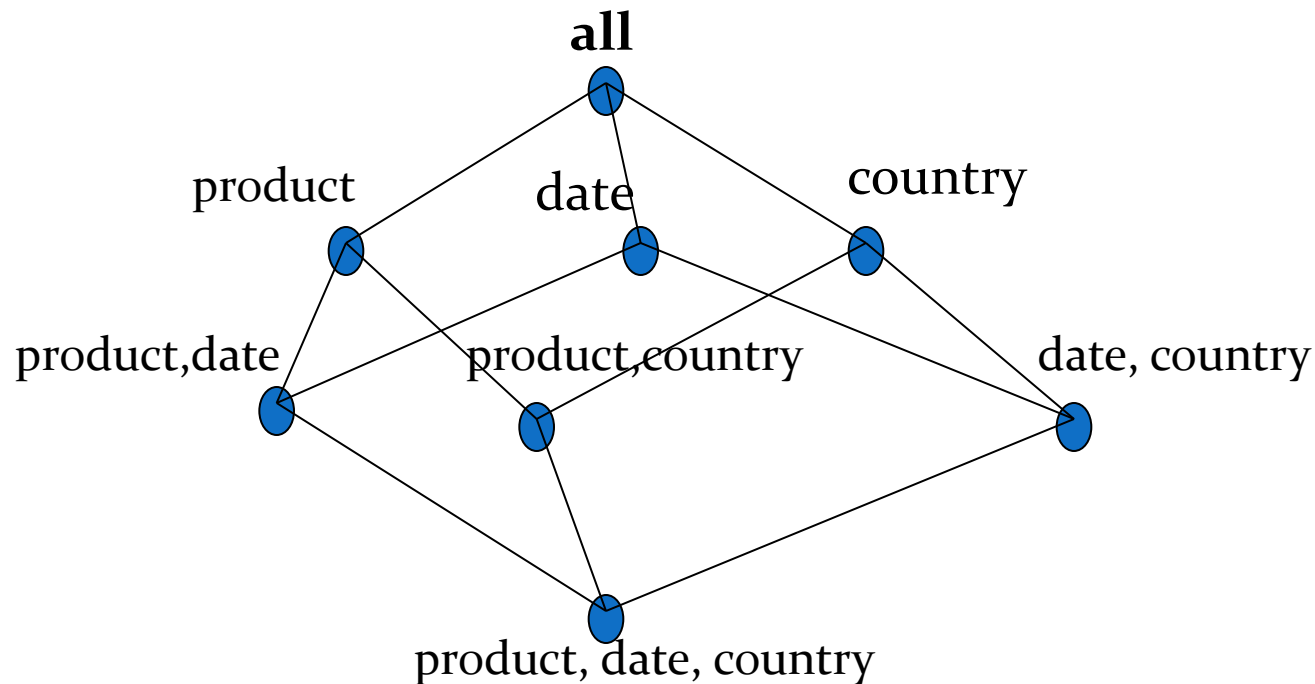 all
product
date
country
product,date
product,country
date, country
product, date, country